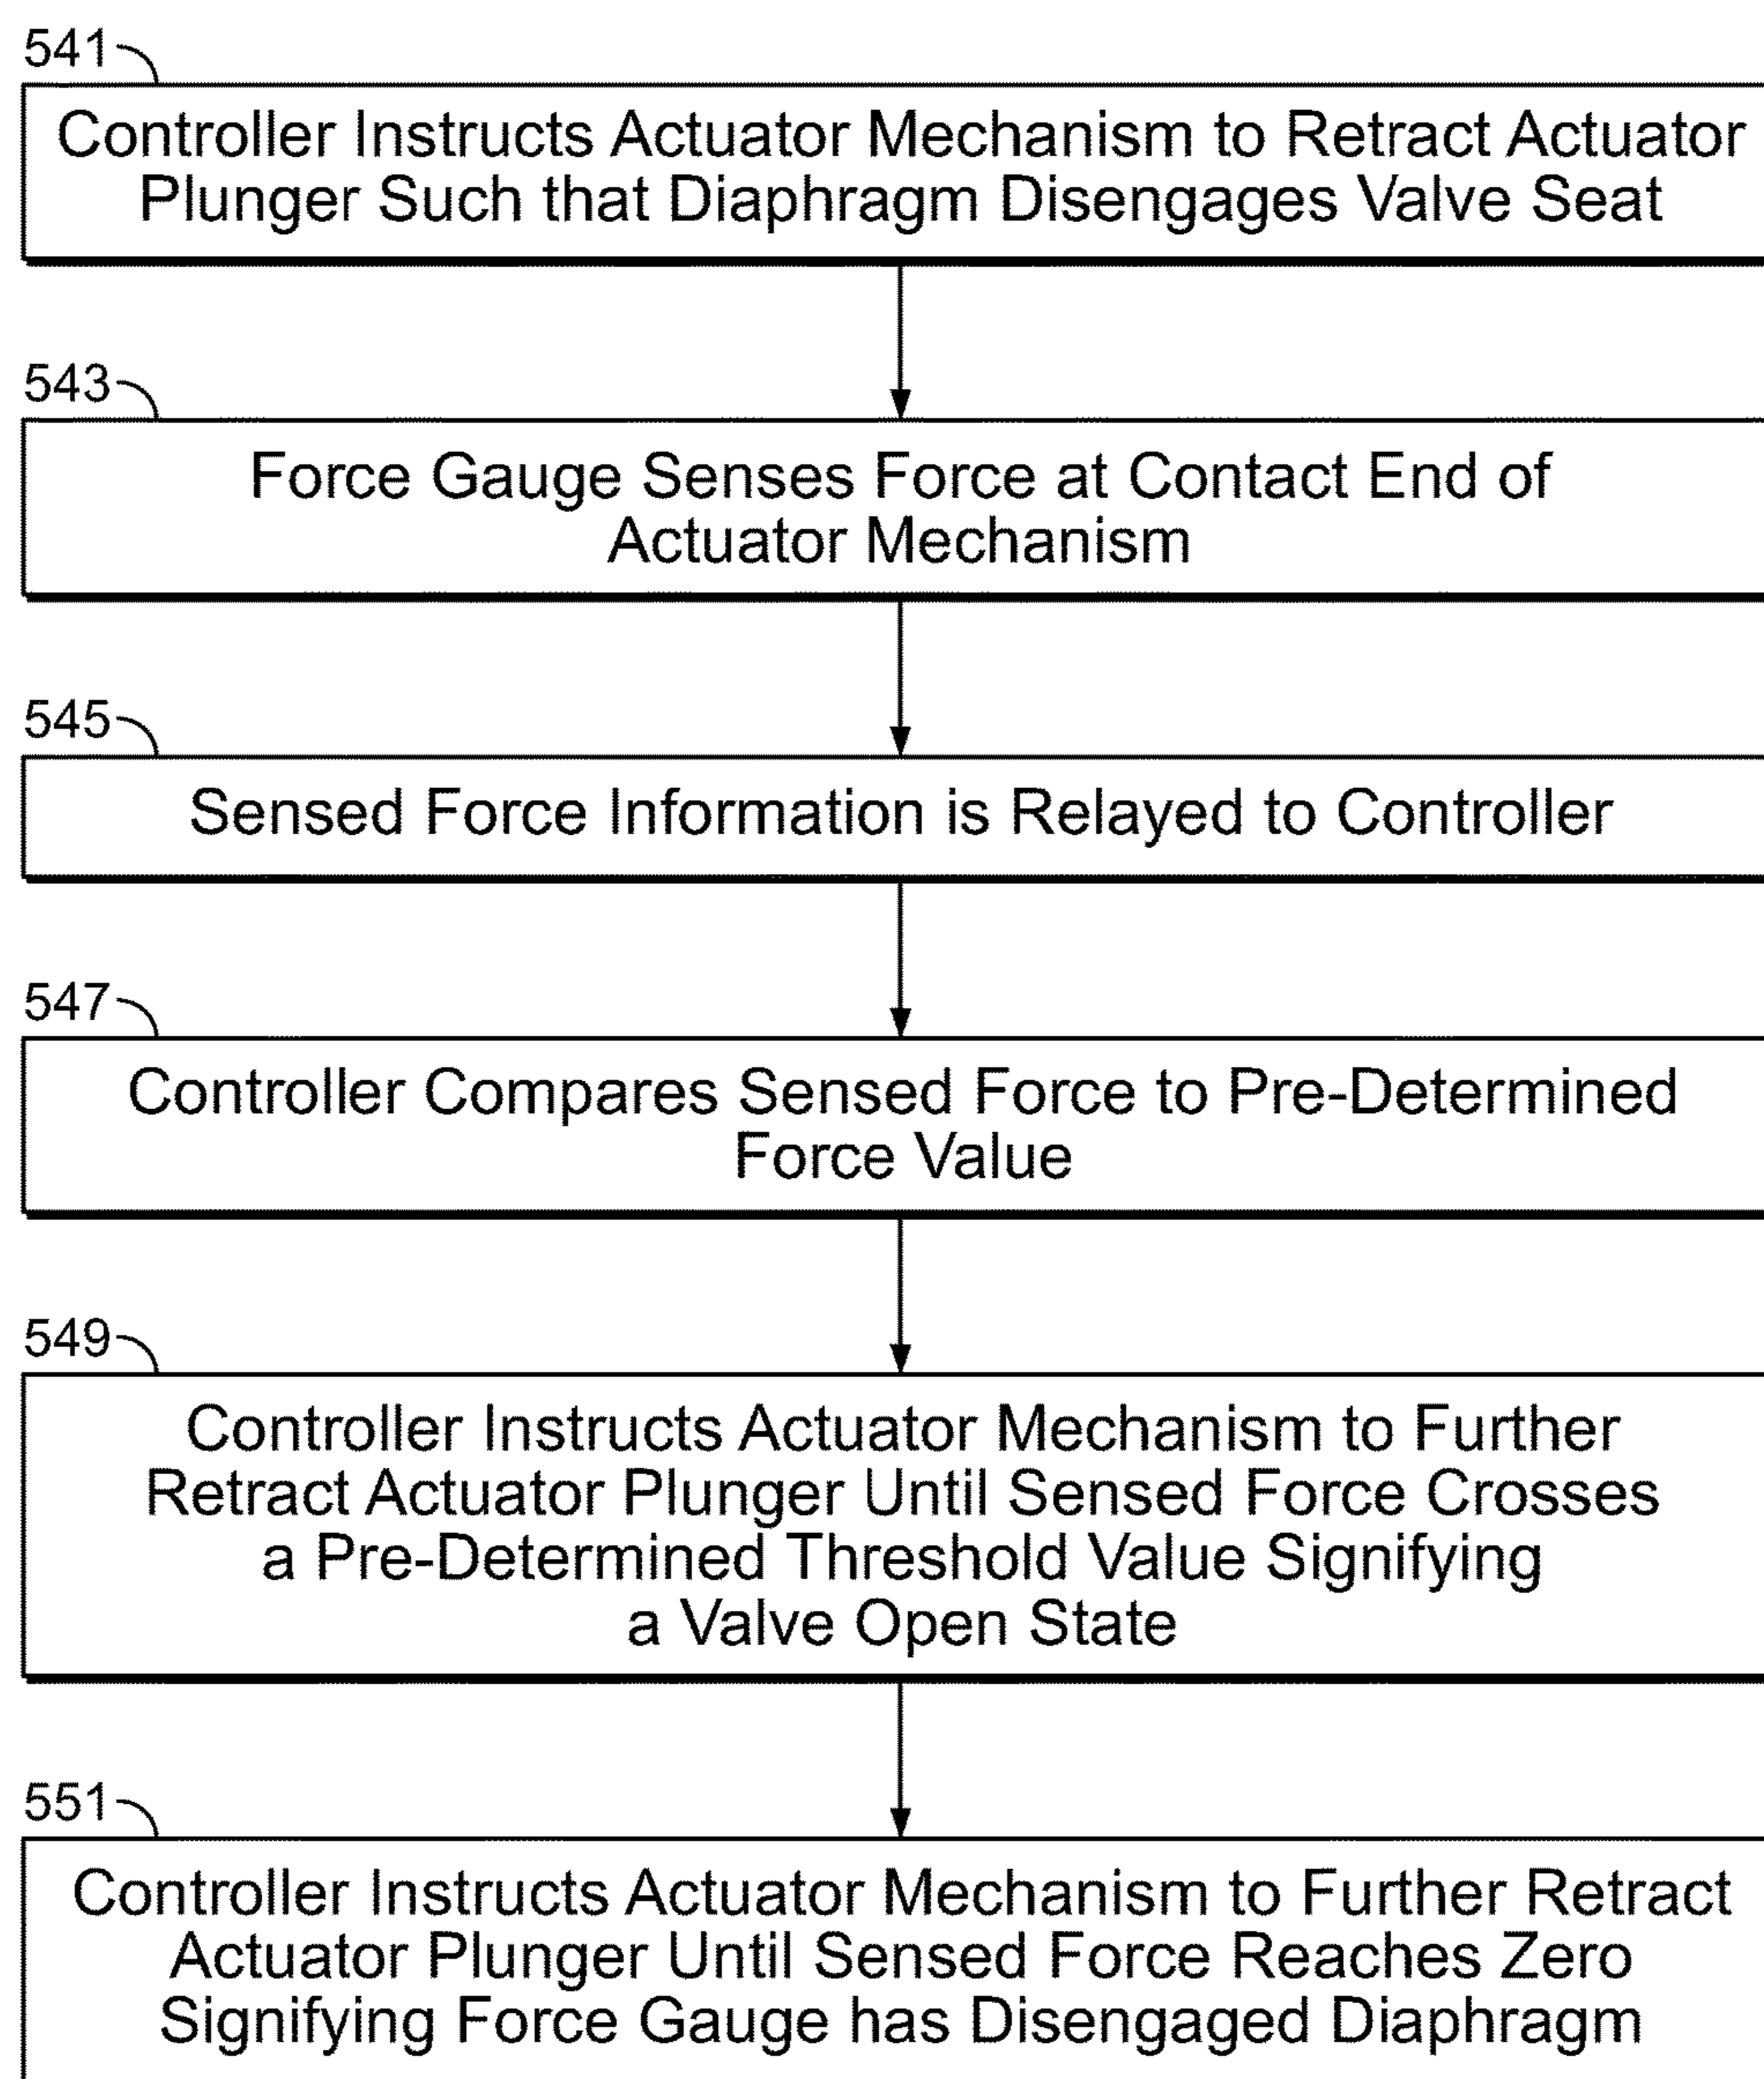 541
Controller Instructs Actuator Mechanism to Retract Actuator
Plunger Such that Diaphragm Disengages Valve Seat
543
Force Gauge Senses Force at Contact End of
Actuator Mechanism
545
Sensed Force Information is Relayed to Controller
547
Controller Compares Sensed Force to Pre-Determined
Force Value
549
Controller Instructs Actuator Mechanism to Further
Retract Actuator Plunger Until Sensed Force Crosses
a Pre-Determined Threshold Value Signifying
a Valve Open State
551
Controller Instructs Actuator Mechanism to Further Retract
Actuator Plunger Until Sensed Force Reaches Zero
Signifying Force Gauge has Disengaged Diaphragm